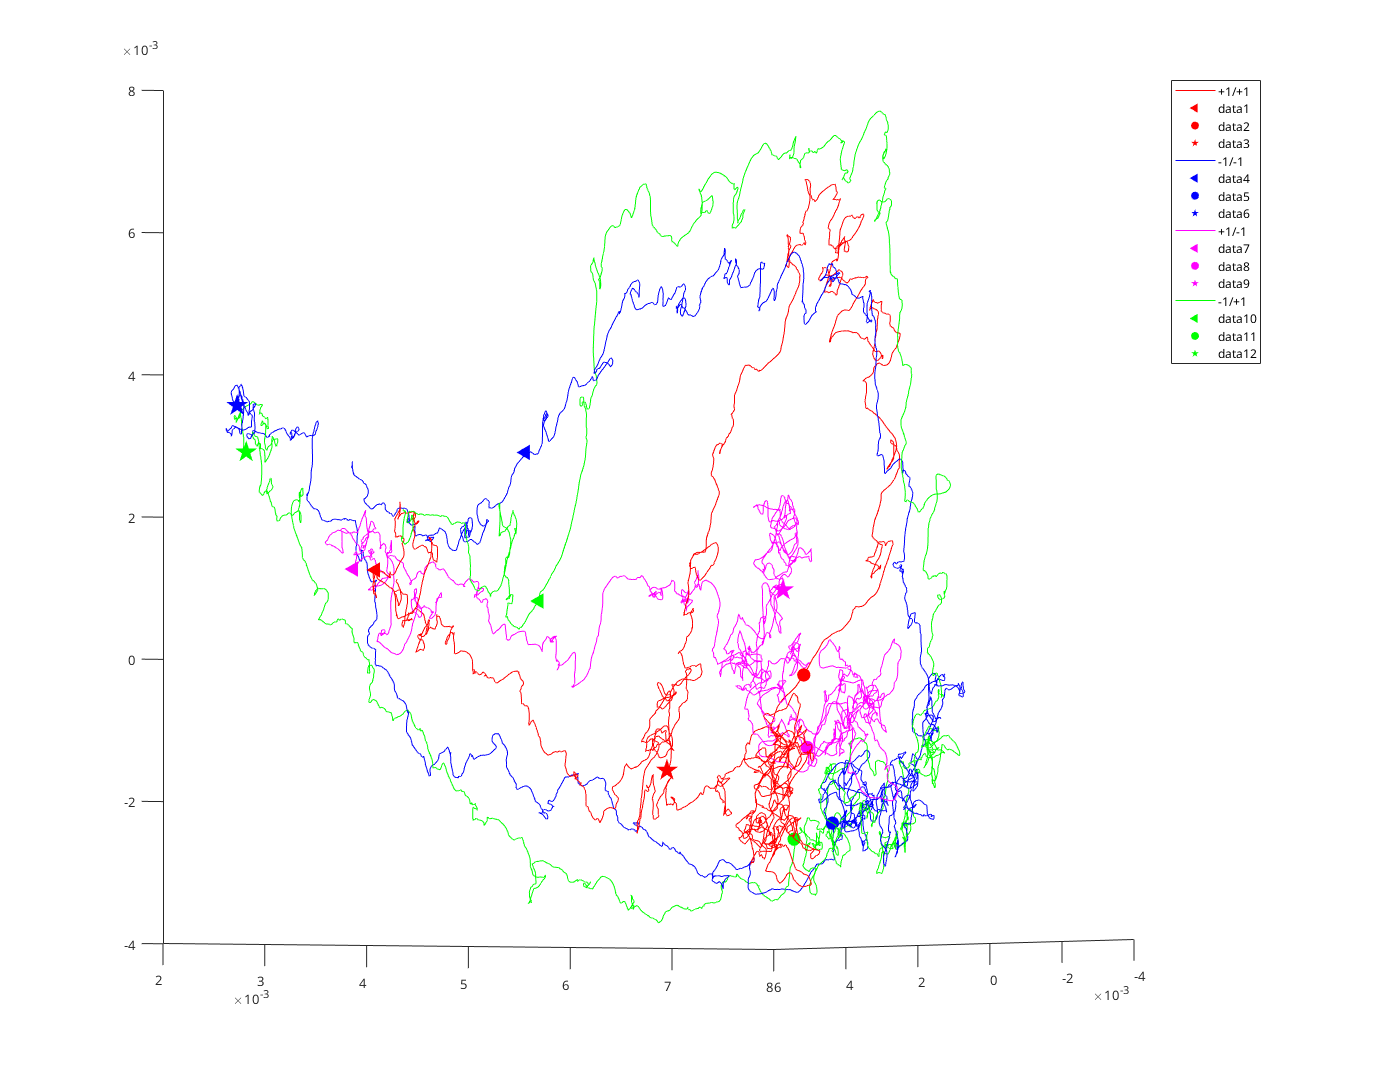 ×10-3
8
6
4
2
0
-2
-4
2 3 4 5 6 7 86 4 2 0 -2 -4
×10-3 ×10-3
+1/+1
data1
data2
data3
-1/-1
data4
data5
data6
+1/-1
data7
data8
data9
-1/+1
data10
data11
data12